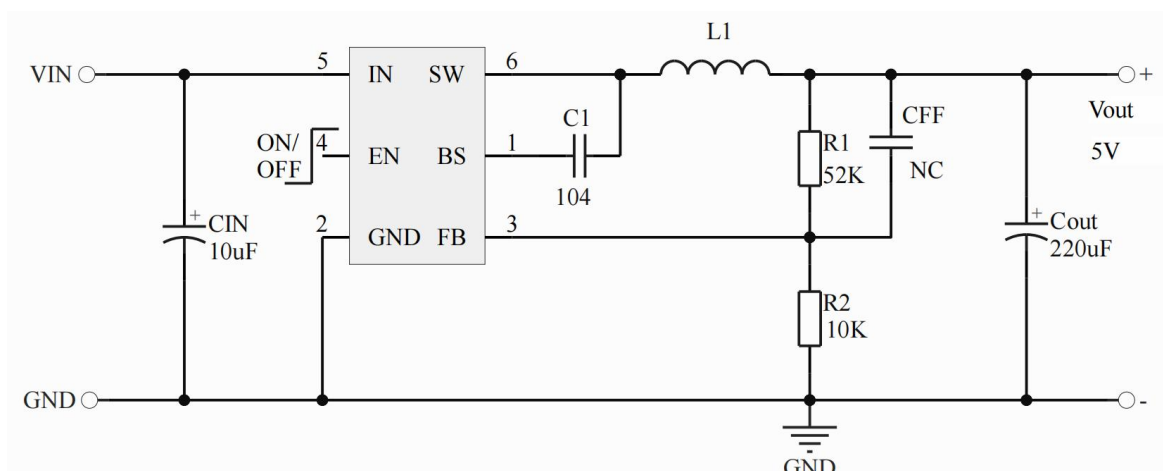 L1
VIN
5
IN
SW
6
+
C1
CFF
Vout
ON/
OFF
4
EN
BS
1
R1
52K
NC
5V
104
+
CIN
10uF
2
GND
FB
3
+
Cout
220uF
R2
10K
GND
-
GND